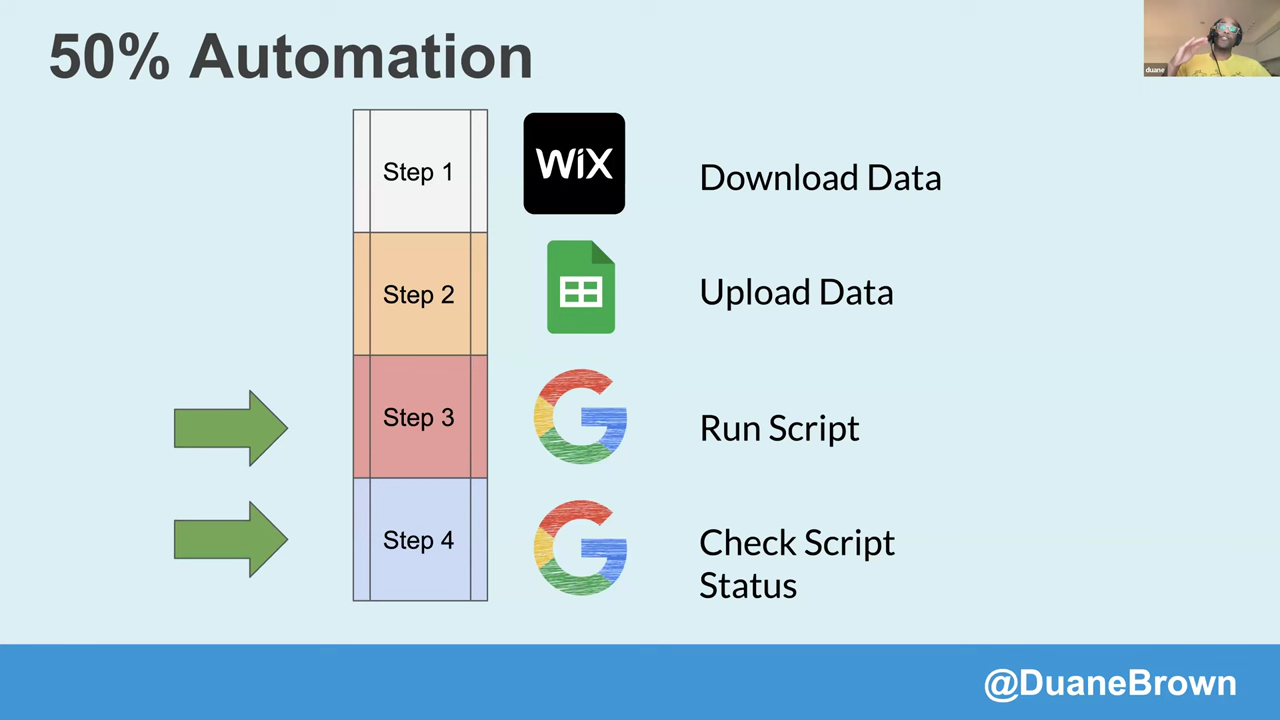 50% Automation
duane
Step 1
WiX
Download Data
Step 2
Upload Data
Step 3
Run Script
Step 4
Check Script
Status
@DuaneBrown